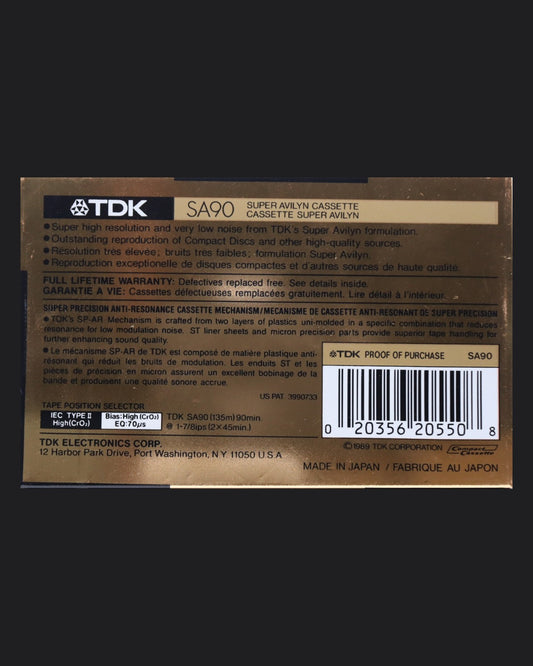 TDK SA90 SUPER AVILYN CASSETTE
CASSETTE SUPER AVILYN
● Super high resolution and very low noise from TDK's Super Avilyn formulation.
● Outstanding reproduction of Compact Discs and other high-quality sources.
● Résolution très élevée; bruits très faibles; formulation Super Avilyn.
● Reproduction exceptionelle de disques compactes et d'autres sources de haute qualité.
FULL LIFETIME WARRANTY: Defectives replaced free. See details inside.
GARANTIE A VIE: Cassettes défectueuses remplacées gratuitement. Lire détail à l'intérieur.
SUPER PRECISION ANTI-RESONANCE CASSETTE MECHANISM/MECANISME DE CASSETTE ANTI-RESONANT DE SUPER PRECISION
● TDK's SP-AR Mechanism is crafted from two layers of plastics uni-molded in a specific combination that reduces
resonance for low modulation noise. ST liner sheets and micron precision parts provide superior tape handling for
further enhancing sound quality.
● Le mécanisme SP-AR de TDK est composé de matière plastique anti-
résonante, qui réduit les bruits de modulation. Les enduits ST et les
pièces de précision en micron assurent un excellent bobinage de la
bande et produisent une qualité sonore accrue.
US PAT. 3990733
TDK PROOF OF PURCHASE SA90
0 20356 20550 8
TAPE POSITION SELECTOR
IEC TYPE II
High(CrO₂)
Bias: High(CrO₂)
EQ: 70μs
TDK SA90 (135m) 90min.
@ 1-7/8ips (2×45min.)
©1989 TDK CORPORATION
Compact
Cassette
TDK ELECTRONICS CORP.
12 Harbor Park Drive, Port Washington, N.Y. 11050 U.S.A
MADE IN JAPAN / FABRIQUE AU JAPON